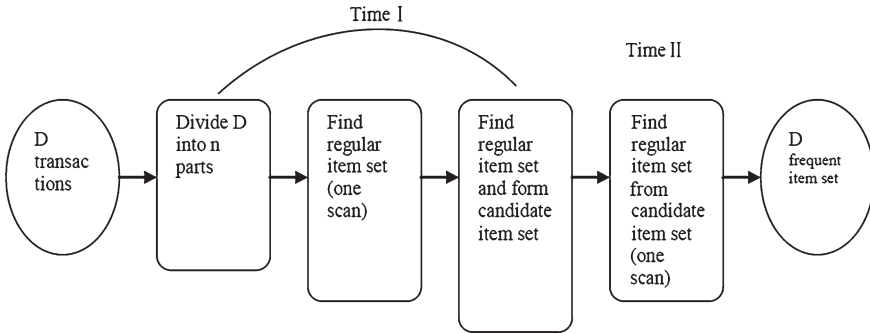 Time I
Time II
D
transac
tions
Divide D
into n
parts
Find
regular
item set
(one
scan)
Find
regular
item set
and form
candidate
item set
Find
regular
item set
from
candidate
item set
(one
scan)
D
frequent
item set